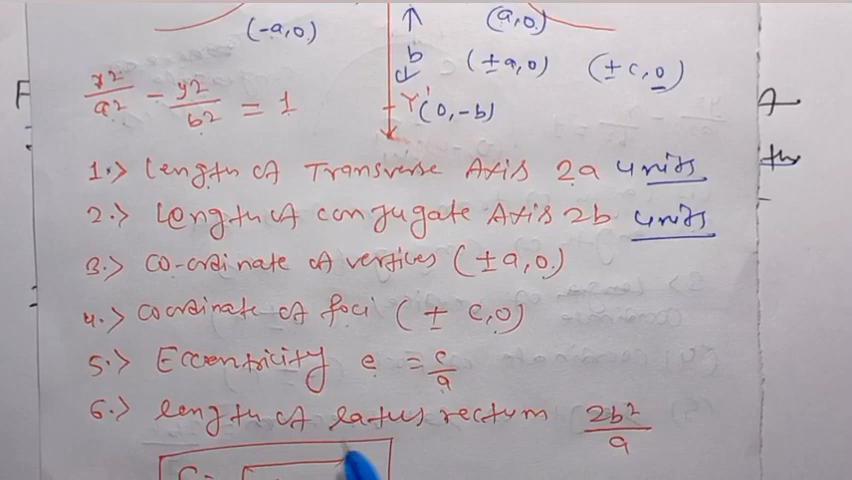 (-a,0) (a,0)
b (±a,0) (±c,0)
Y' (0,-b)
x²/a² - y²/b² = 1
1.> Length of Transverse Axis 2a units
2.> Length of conjugate Axis 2b units
3.> co-ordinate of vertices (±a,0)
4.> coordinate of foci (± c,0)
5.> Eccentricity e = c/a
6.> length of latus rectum 2b²/a